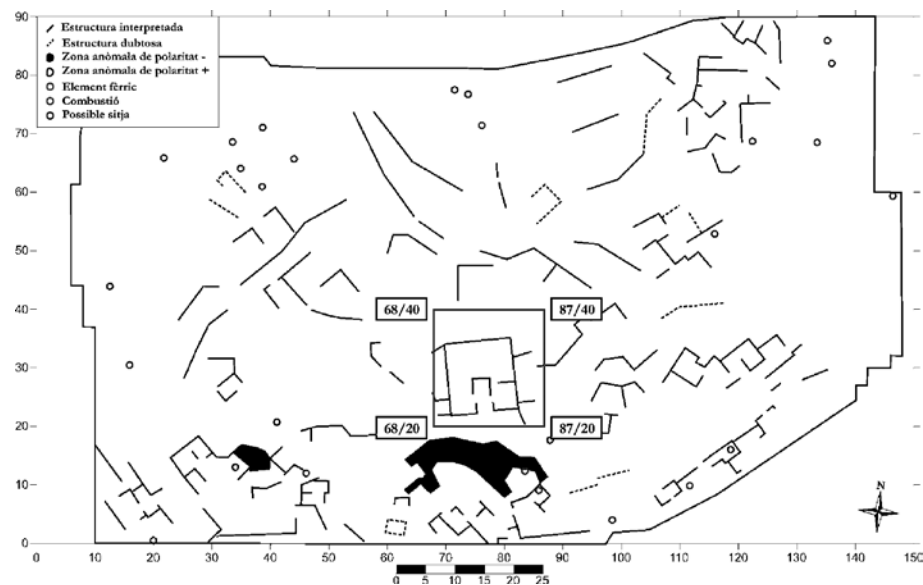 Estructura interpretada
Estructura dubtosa
Zona anòmala de polaritat -
Zona anòmala de polaritat +
Element fèrric
Combustió
Possible sitja
90
80
70
60
50
40
30
20
10
0
68/40
87/40
68/20
87/20
N
0 10 20 30 40 50 60 70 80 90 100 110 120 130 140 150
0 5 10 15 20 25